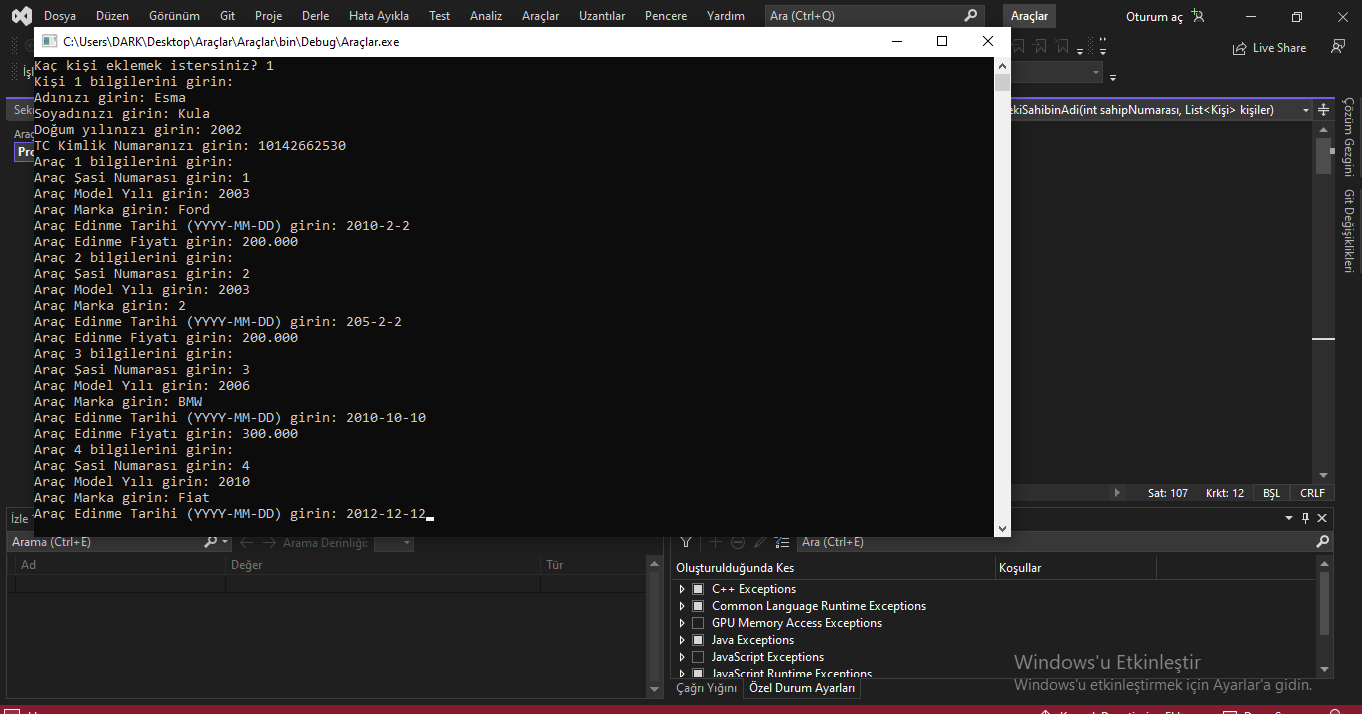 Dosya Düzen Görünüm Git Proje Derle Hata Ayıkla Test Analiz Araçlar Uzantılar Pencere Yardım Ara (Ctrl+Q) Araçlar Oturum aç
C:\Users\DARK\Desktop\Araçlar\Araçlar\bin\Debug\Araçlar.exe
Live Share
Kaç kişi eklemek istersiniz? 1
Kişi 1 bilgilerini girin:
Adınızı girin: Esma
Soyadınızı girin: Kula
Doğum yılınızı girin: 2002
TC Kimlik Numaranızı girin: 10142662530
Araç 1 bilgilerini girin:
Araç Şasi Numarası girin: 1
Araç Model Yılı girin: 2003
Araç Marka girin: Ford
Araç Edinme Tarihi (YYYY-MM-DD) girin: 2010-2-2
Araç Edinme Fiyatı girin: 200.000
Araç 2 bilgilerini girin:
Araç Şasi Numarası girin: 2
Araç Model Yılı girin: 2003
Araç Marka girin: 2
Araç Edinme Tarihi (YYYY-MM-DD) girin: 205-2-2
Araç Edinme Fiyatı girin: 200.000
Araç 3 bilgilerini girin:
Araç Şasi Numarası girin: 3
Araç Model Yılı girin: 2006
Araç Marka girin: BMW
Araç Edinme Tarihi (YYYY-MM-DD) girin: 2010-10-10
Araç Edinme Fiyatı girin: 300.000
Araç 4 bilgilerini girin:
Araç Şasi Numarası girin: 4
Araç Model Yılı girin: 2010
Araç Marka girin: Fiat
Araç Edinme Tarihi (YYYY-MM-DD) girin: 2012-12-12
ekiSahibinAdi(int sahipNumarası, List<Kişi> kişiler)
Çözüm Gezgini
Git Değişiklikleri
Sat: 107 Krkt: 12 BŞL CRLF
İzle
Arama (Ctrl+E) Arama Derinliği:
Ad Değer Tür
Ara (Ctrl+E)
Oluşturulduğunda Kes Koşullar
C++ Exceptions
Common Language Runtime Exceptions
GPU Memory Access Exceptions
Java Exceptions
JavaScript Exceptions
JavaScript Runtime Exceptions
Çağrı Yığını Özel Durum Ayarları
Windows'u Etkinleştir
Windows'u etkinleştirmek için Ayarlar'a gidin.